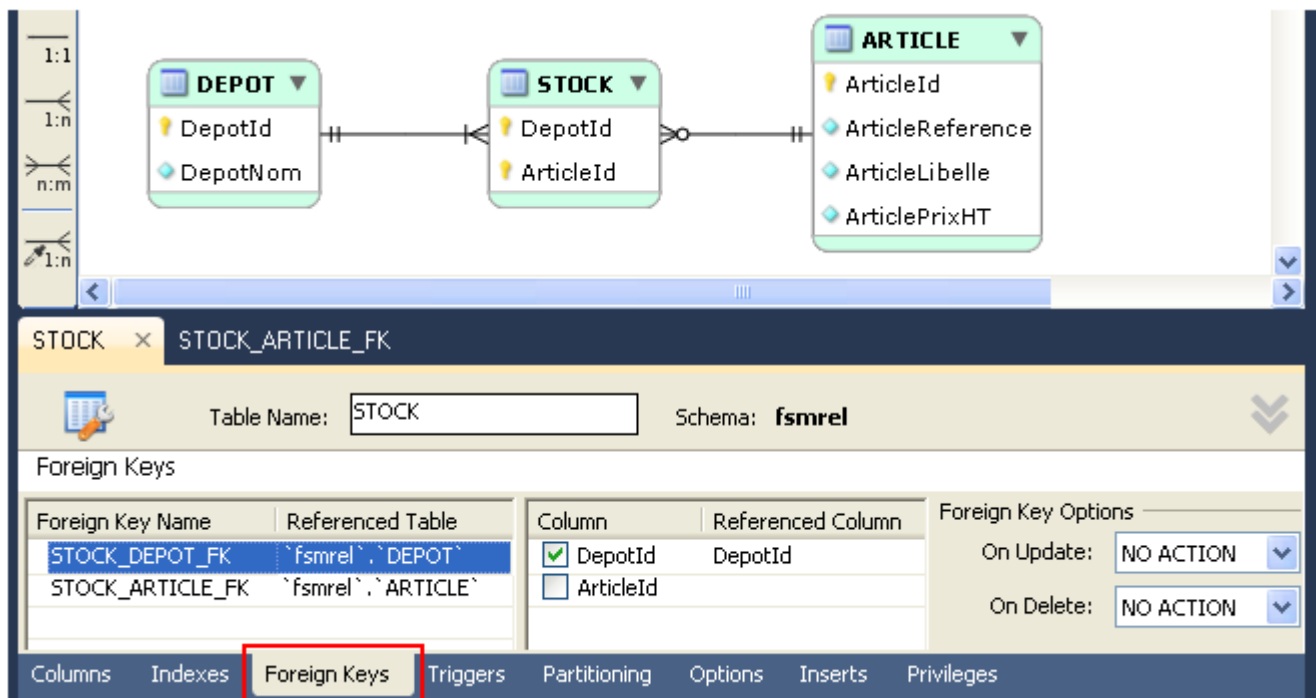 1:1
1:n
n:m
1:n
DEPOT
DepotId
DepotNom
STOCK
DepotId
ArticleId
ARTICLE
ArticleId
ArticleReference
ArticleLibelle
ArticlePrixHT
STOCK STOCK_ARTICLE_FK
Table Name: STOCK Schema: fsmrel
Foreign Keys
Foreign Key Name Referenced Table Column Referenced Column Foreign Key Options
STOCK_DEPOT_FK `fsmrel`.`DEPOT` DepotId DepotId On Update: NO ACTION
STOCK_ARTICLE_FK `fsmrel`.`ARTICLE` ArticleId
On Delete: NO ACTION
Columns Indexes Foreign Keys Triggers Partitioning Options Inserts Privileges